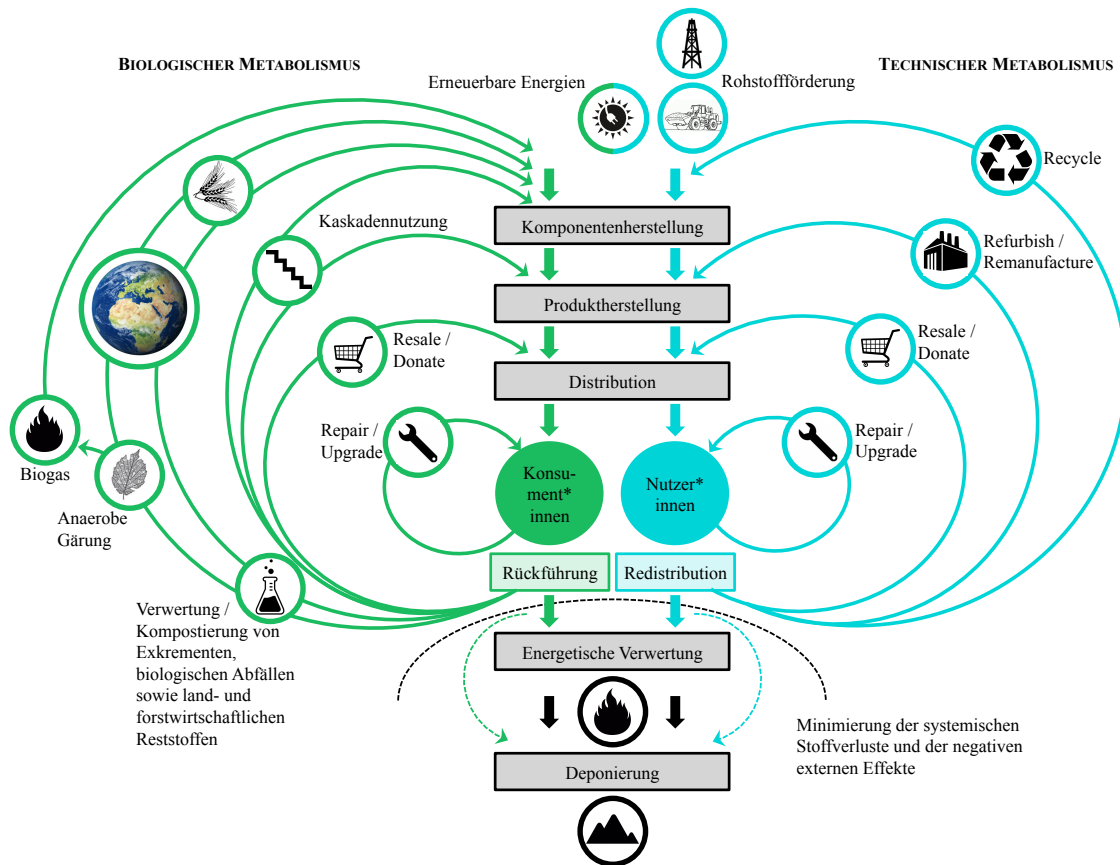 BIOLOGISCHER METABOLISMUS
TECHNISCHER METABOLISMUS
Erneuerbare Energien
Rohstoffförderung
Recycle
Kaskadennutzung
Komponentenherstellung
Refurbish /
Remanufacture
Produktherstellung
Resale /
Donate
Resale /
Donate
Distribution
Repair /
Upgrade
Repair /
Upgrade
Konsu-
ment*
innen
Nutzer*
innen
Biogas
Anaerobe
Gärung
Rückführung
Redistribution
Verwertung /
Kompostierung von
Exkrementen,
biologischen Abfällen
sowie land- und
forstwirtschaftlichen
Reststoffen
Energetische Verwertung
Minimierung der systemischen
Stoffverluste und der negativen
externen Effekte
Deponierung